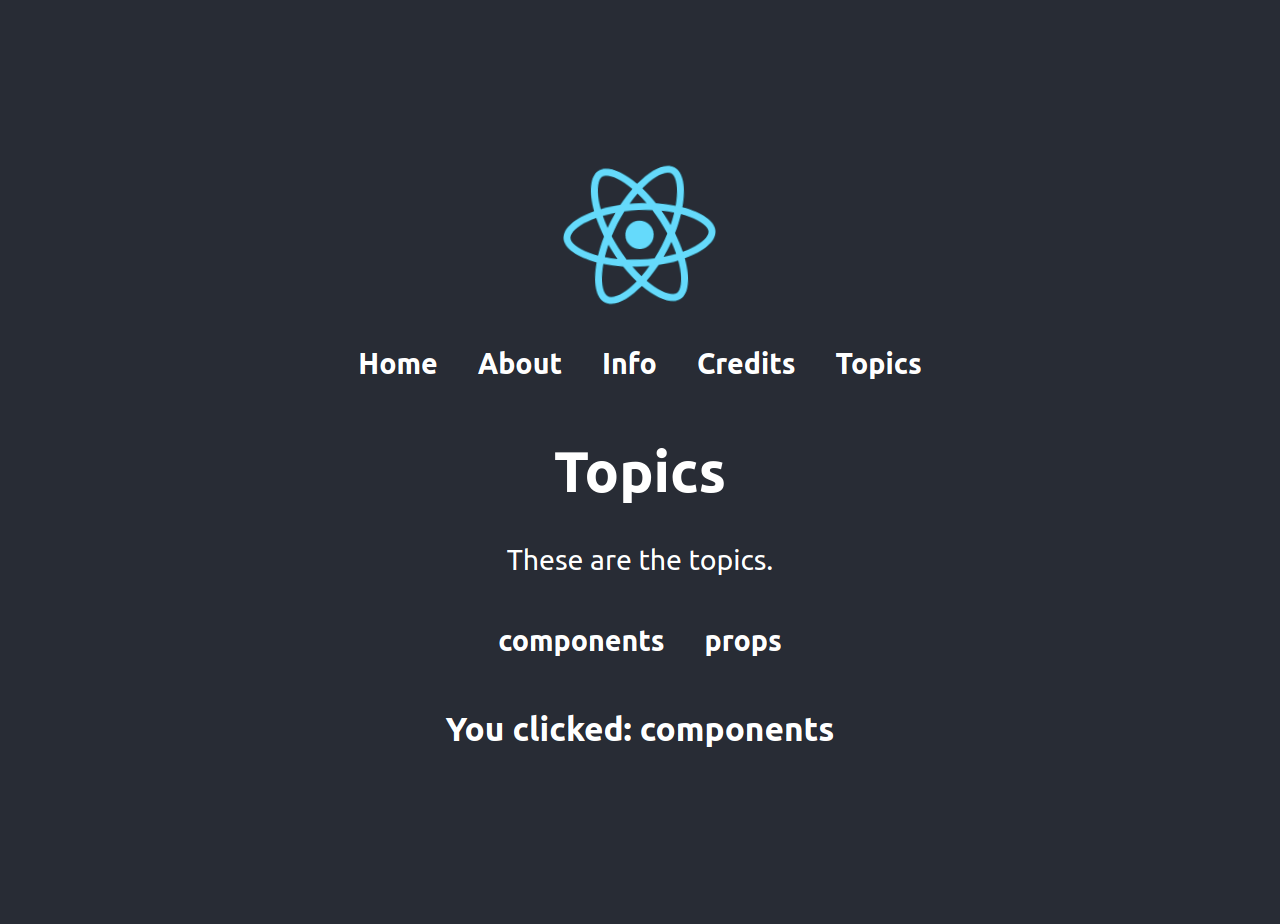 Home About Info Credits Topics
Topics
These are the topics.
components props
You clicked: components